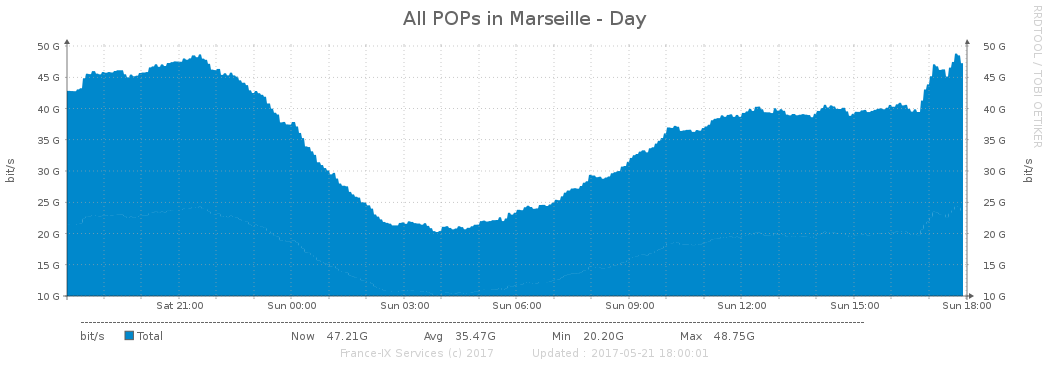 All POPs in Marseille - Day
RRDTOOL / TOBI OETIKER
50 G 50 G
45 G 45 G
40 G 40 G
35 G 35 G
30 G 30 G
25 G 25 G
20 G 20 G
15 G 15 G
10 G 10 G
bit/s
bit/s
Sat 21:00 Sun 00:00 Sun 03:00 Sun 06:00 Sun 09:00 Sun 12:00 Sun 15:00 Sun 18:00
bit/s Total Now 47.21G Avg 35.47G Min 20.20G Max 48.75G
France-IX Services (c) 2017 Updated : 2017-05-21 18:00:01